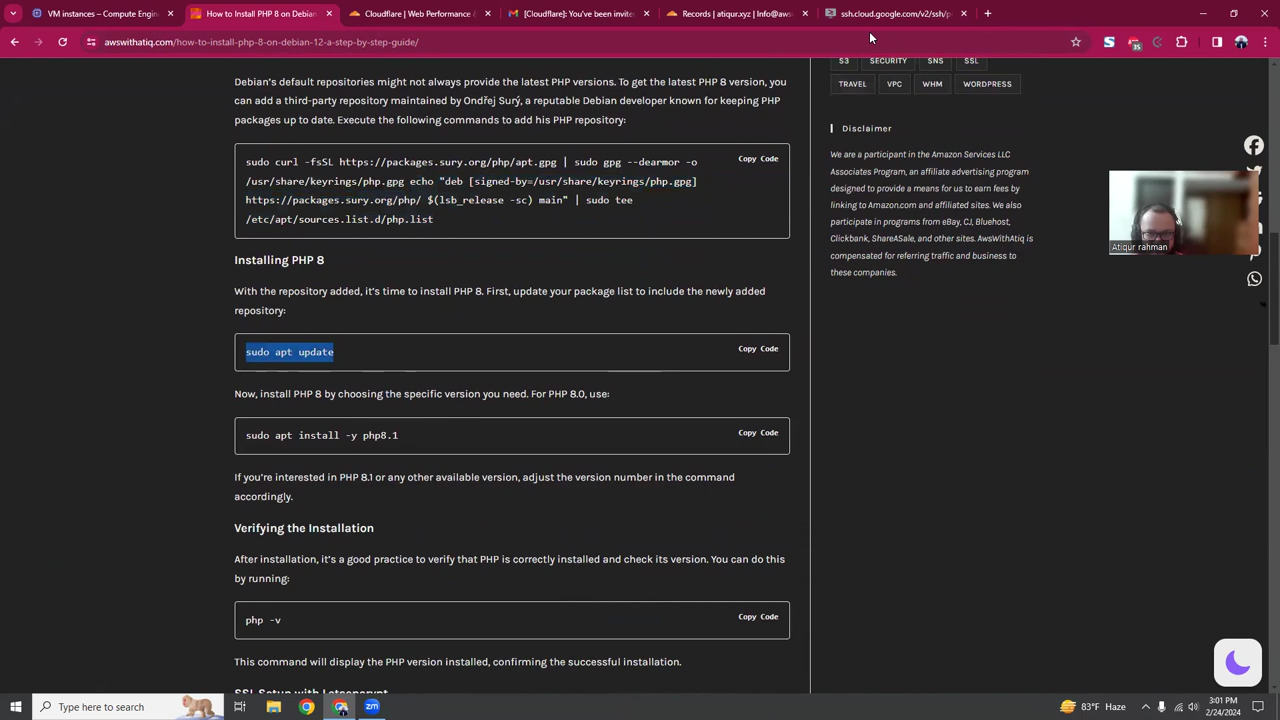 VM instances – Compute Engin
How to Install PHP 8 on Debian
Cloudflare | Web Performance &
[Cloudflare]: You've been invite
Records | atiqur.xyz | Info@aws
ssh.cloud.google.com/v2/ssh/p
awswithatiq.com/how-to-install-php-8-on-debian-12-a-step-by-step-guide/
Debian's default repositories might not always provide the latest PHP versions. To get the latest PHP 8 version, you
can add a third-party repository maintained by Ondřej Surý, a reputable Debian developer known for keeping PHP
packages up to date. Execute the following commands to add his PHP repository:
sudo curl -fsSL https://packages.sury.org/php/apt.gpg | sudo gpg --dearmor -o
/usr/share/keyrings/php.gpg echo "deb [signed-by=/usr/share/keyrings/php.gpg]
https://packages.sury.org/php/ $(lsb_release -sc) main" | sudo tee
/etc/apt/sources.list.d/php.list
Copy Code
Installing PHP 8
With the repository added, it's time to install PHP 8. First, update your package list to include the newly added
repository:
sudo apt update
Copy Code
Now, install PHP 8 by choosing the specific version you need. For PHP 8.0, use:
sudo apt install -y php8.1
Copy Code
If you're interested in PHP 8.1 or any other available version, adjust the version number in the command
accordingly.
Verifying the Installation
After installation, it's a good practice to verify that PHP is correctly installed and check its version. You can do this
by running:
php -v
Copy Code
This command will display the PHP version installed, confirming the successful installation.
SSL Setup with Letsencrypt
S3
SECURITY
SNS
SSL
TRAVEL
VPC
WHM
WORDPRESS
Disclaimer
We are a participant in the Amazon Services LLC
Associates Program, an affiliate advertising program
designed to provide a means for us to earn fees by
linking to Amazon.com and affiliated sites. We also
participate in programs from eBay, CJ, Bluehost,
Clickbank, ShareASale, and other sites. AwsWithAtiq is
compensated for referring traffic and business to
these companies.
Atiqur rahman
Type here to search
zm
83°F Haze
3:01 PM
2/24/2024